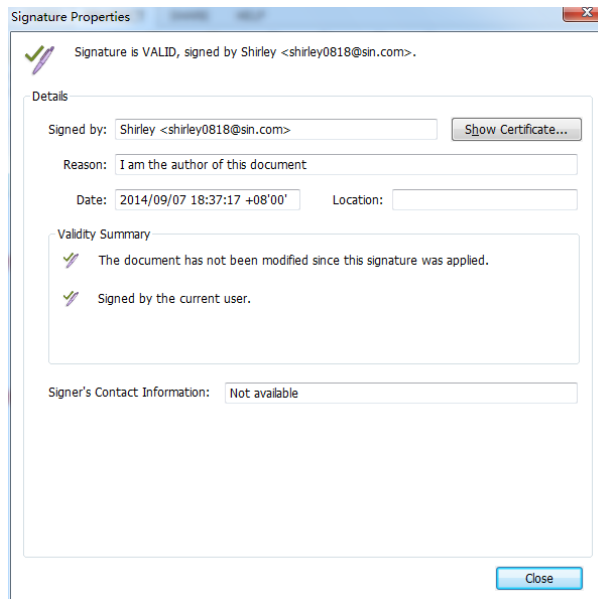 Signature Properties
Signature is VALID, signed by Shirley <shirley0818@sin.com>.
Details
Signed by: Shirley <shirley0818@sin.com> Show Certificate...
Reason: I am the author of this document
Date: 2014/09/07 18:37:17 +08'00' Location:
Validity Summary
The document has not been modified since this signature was applied.
Signed by the current user.
Signer's Contact Information: Not available
Close